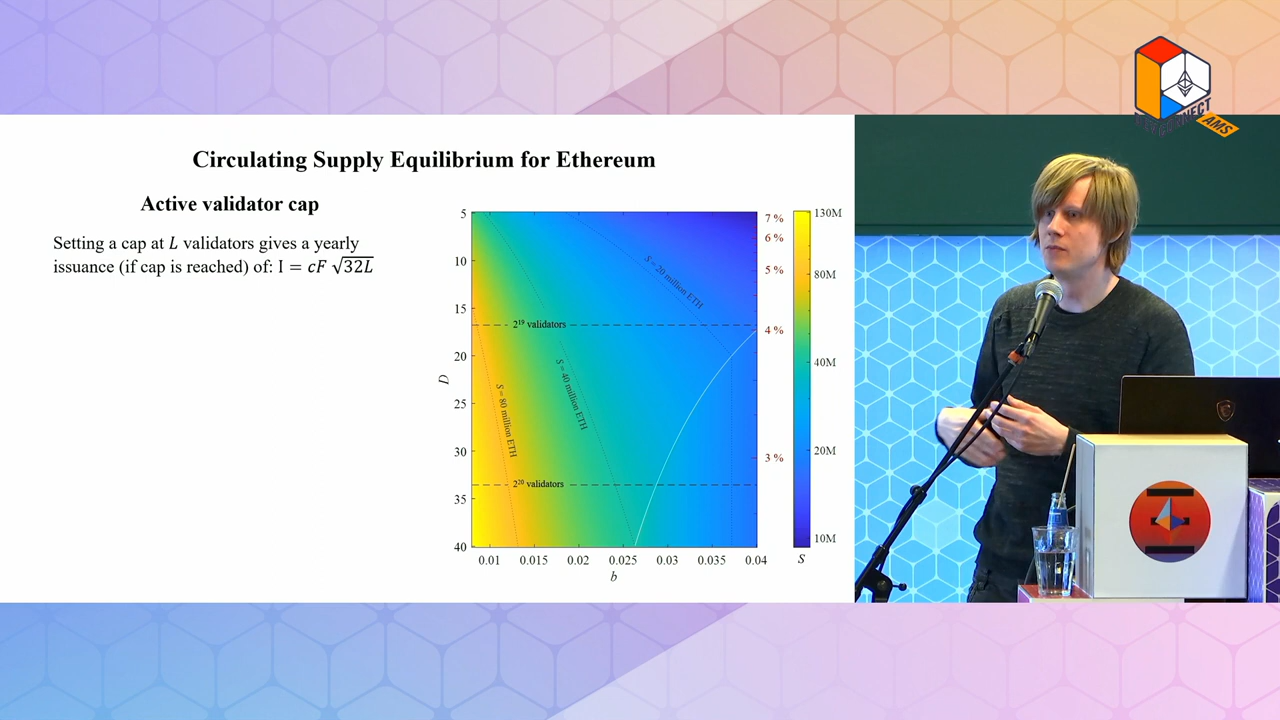 CONNECT
AMS
Circulating Supply Equilibrium for Ethereum
Active validator cap
Setting a cap at L validators gives a yearly
issuance (if cap is reached) of: I = cF √32L
D
5
10
15
20
25
30
35
40
0.01 0.015 0.02 0.025 0.03 0.035 0.04
b
S = 20 million ETH
2¹⁹ validators
S = 40 million ETH
S = 80 million ETH
2²⁰ validators
7 %
6 %
5 %
4 %
3 %
130M
80M
40M
20M
10M
S